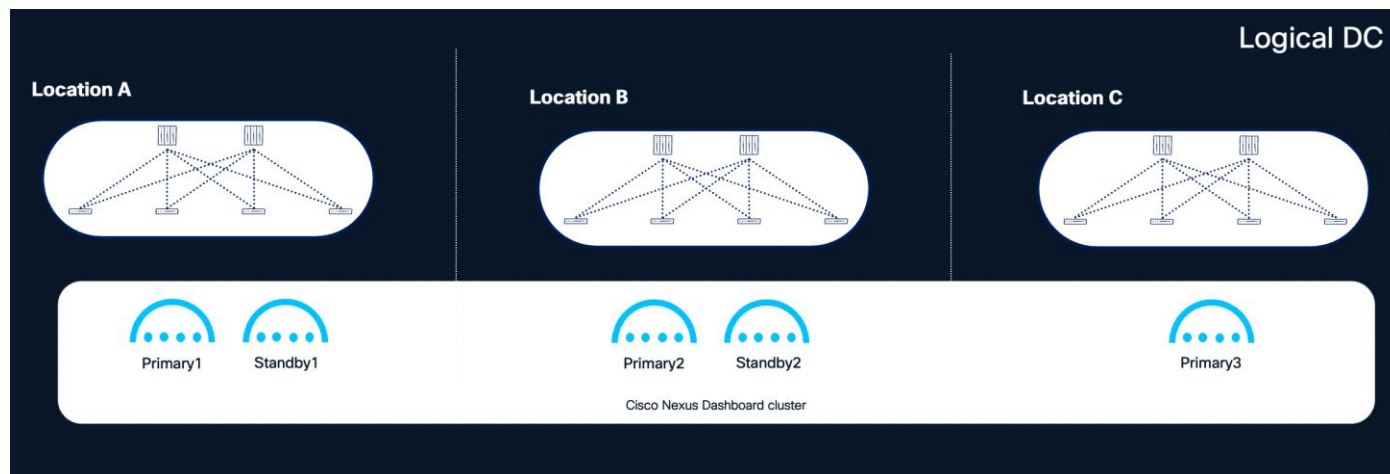 Logical DC
Location A
Location B
Location C
Primary1
Standby1
Primary2
Standby2
Primary3
Cisco Nexus Dashboard cluster